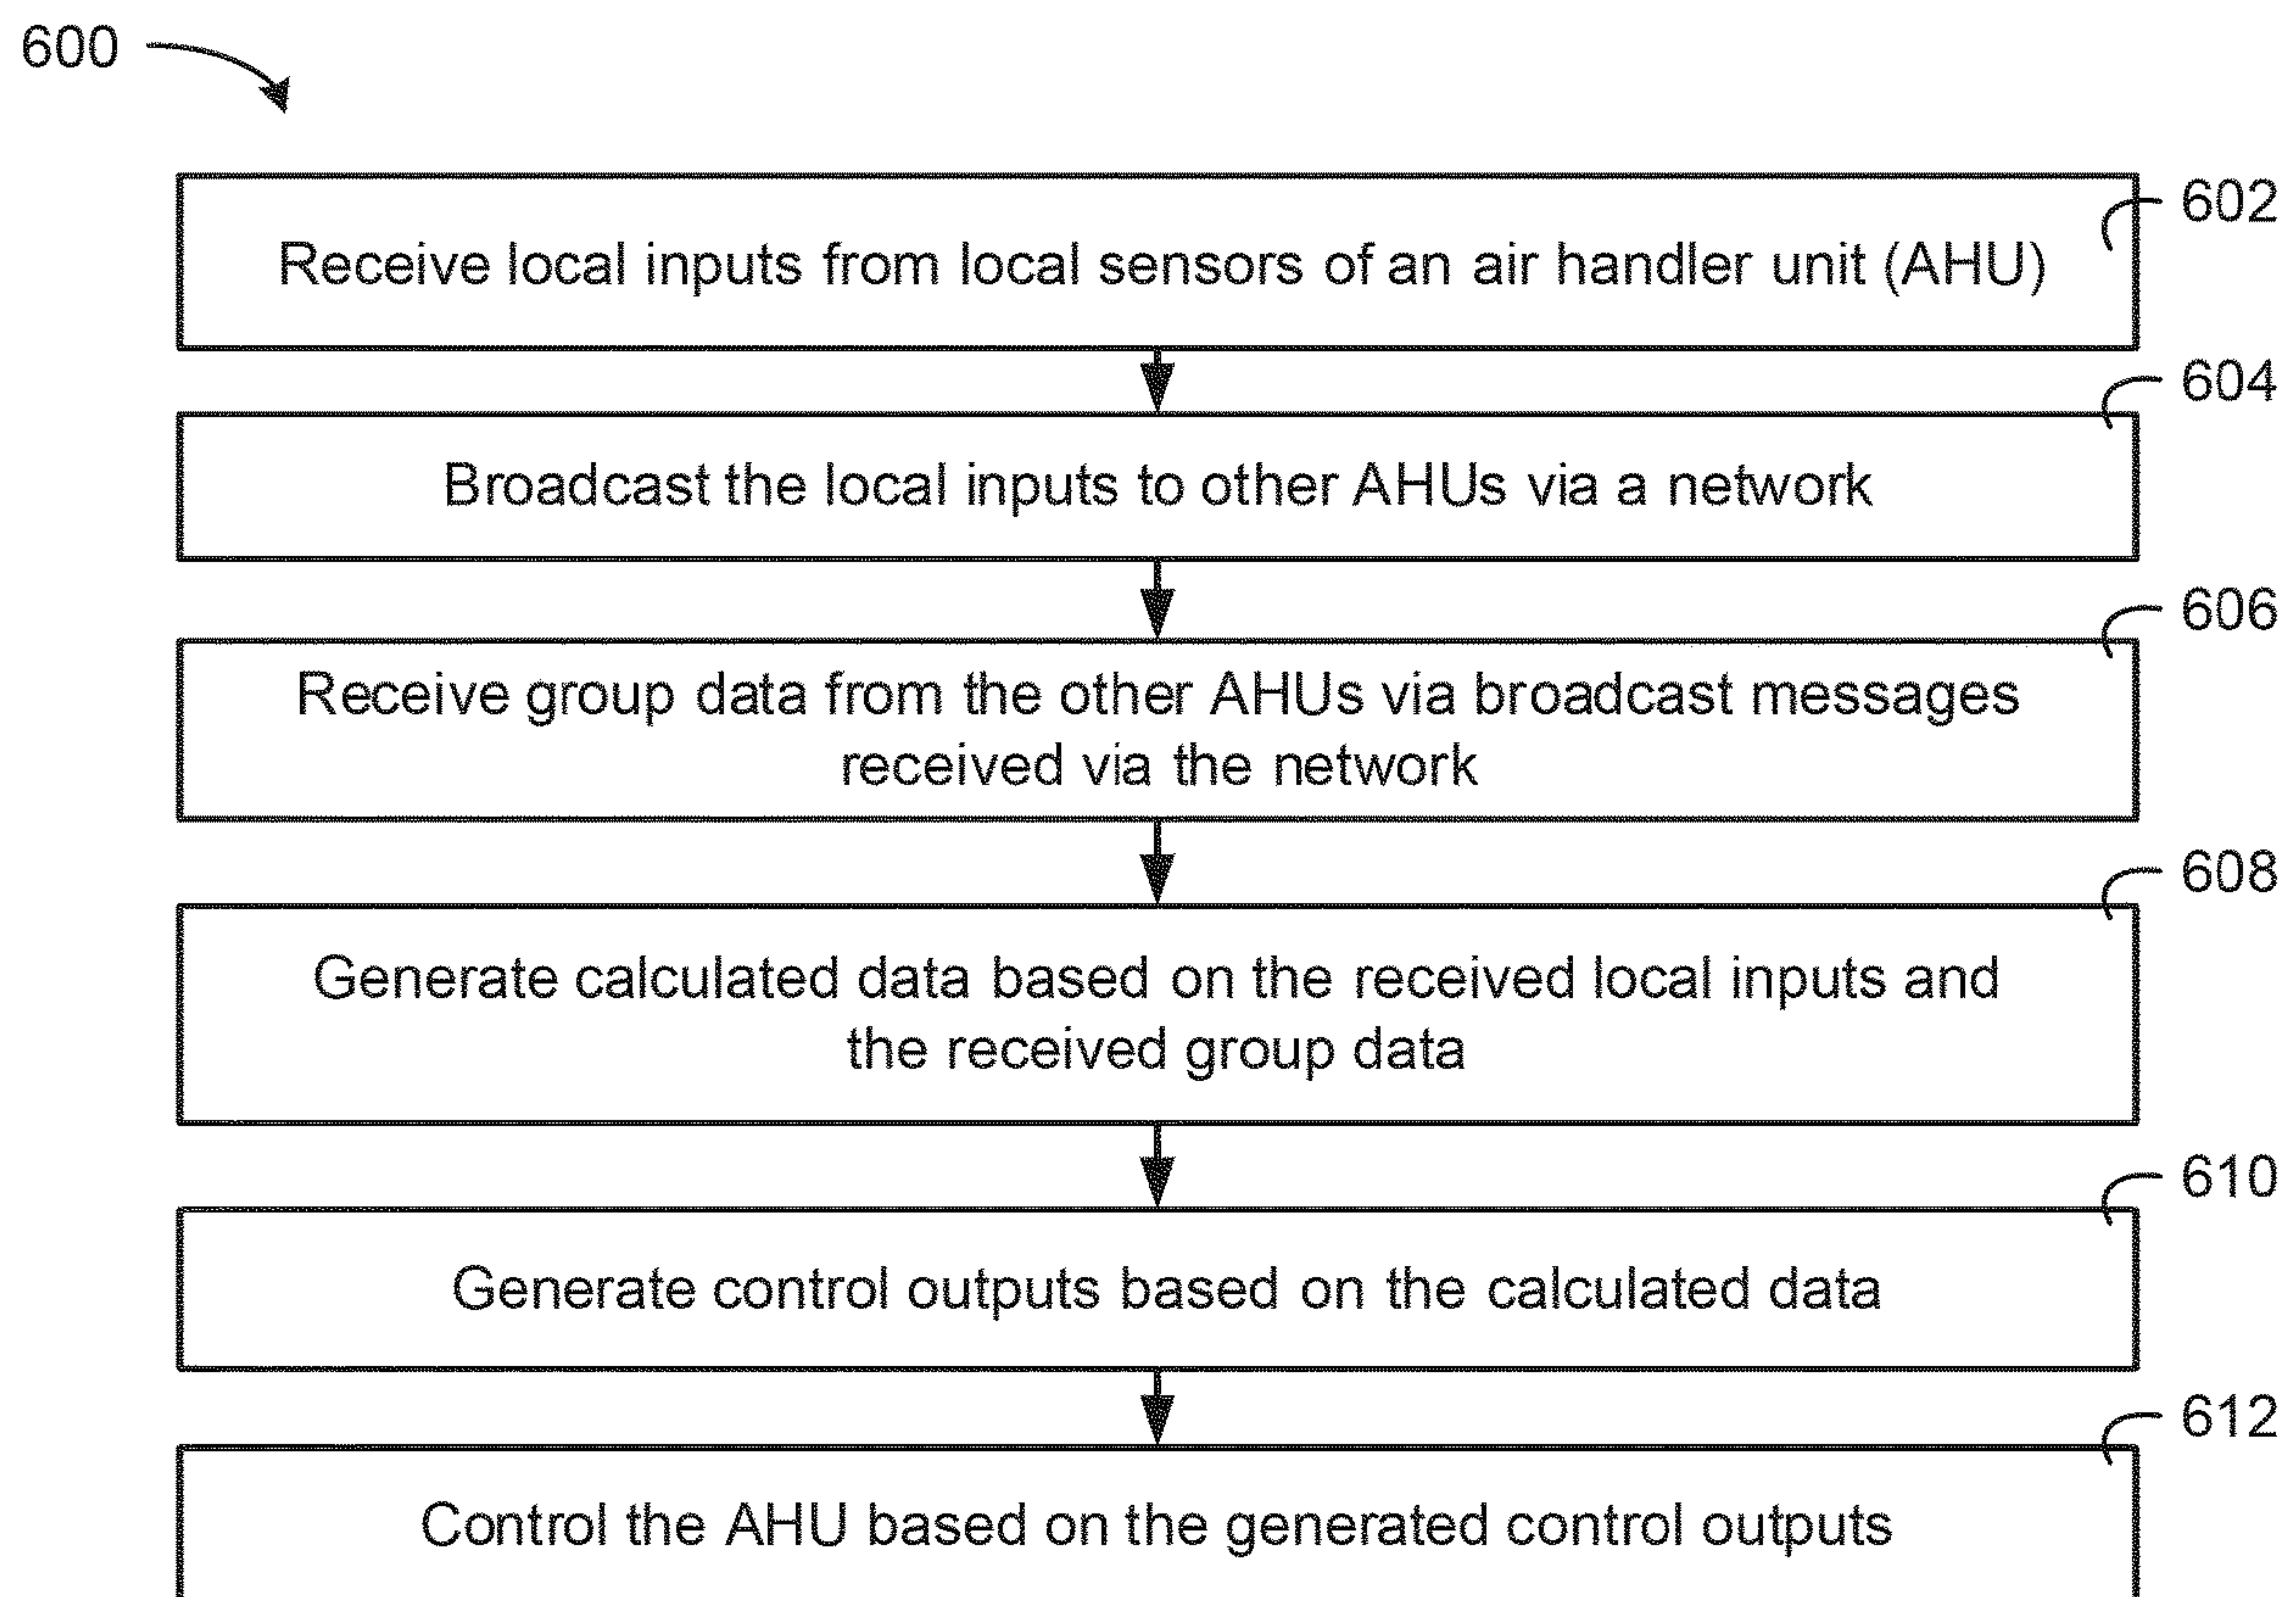 600
602
Receive local inputs from local sensors of an air handler unit (AHU)
604
Broadcast the local inputs to other AHUs via a network
606
Receive group data from the other AHUs via broadcast messages
received via the network
608
Generate calculated data based on the received local inputs and
the received group data
610
Generate control outputs based on the calculated data
612
Control the AHU based on the generated control outputs